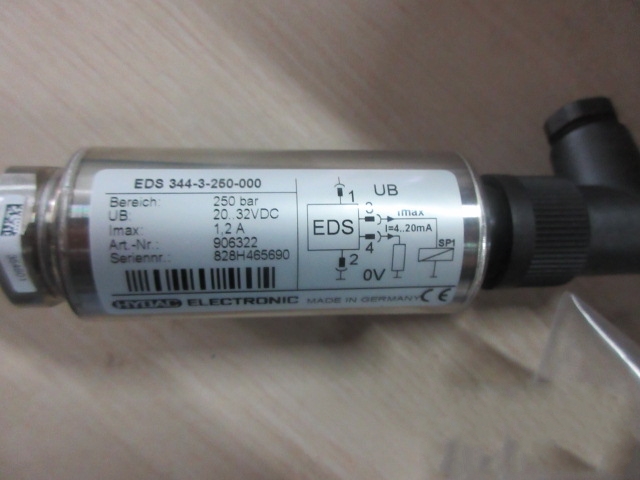 EDS 344-3-250-000
Bereich: 250 bar
UB: 20..32VDC
Imax: 1,2 A
Art.-Nr.: 906322
Seriennr.: 828H465690
HYDAC ELECTRONIC MADE IN GERMANY CE
1 UB
3 Imax
EDS I=4..20mA
4 SP1
2
0V